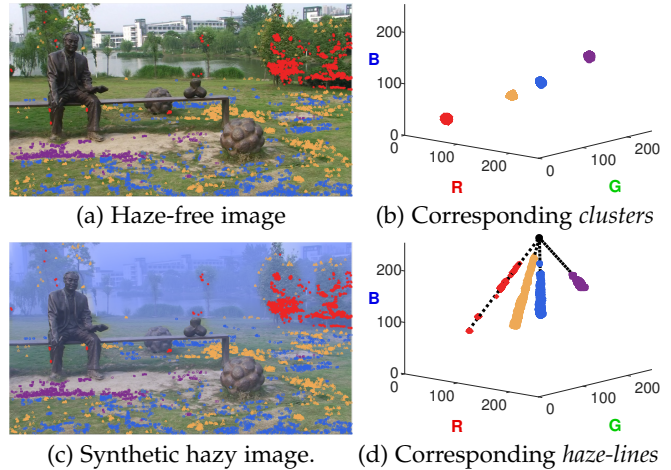 200
B
100
0
0
100
200
R
0
100
200
G
(a) Haze-free image
(b) Corresponding clusters
200
B
100
0
0
100
200
R
0
100
200
G
(c) Synthetic hazy image.
(d) Corresponding haze-lines